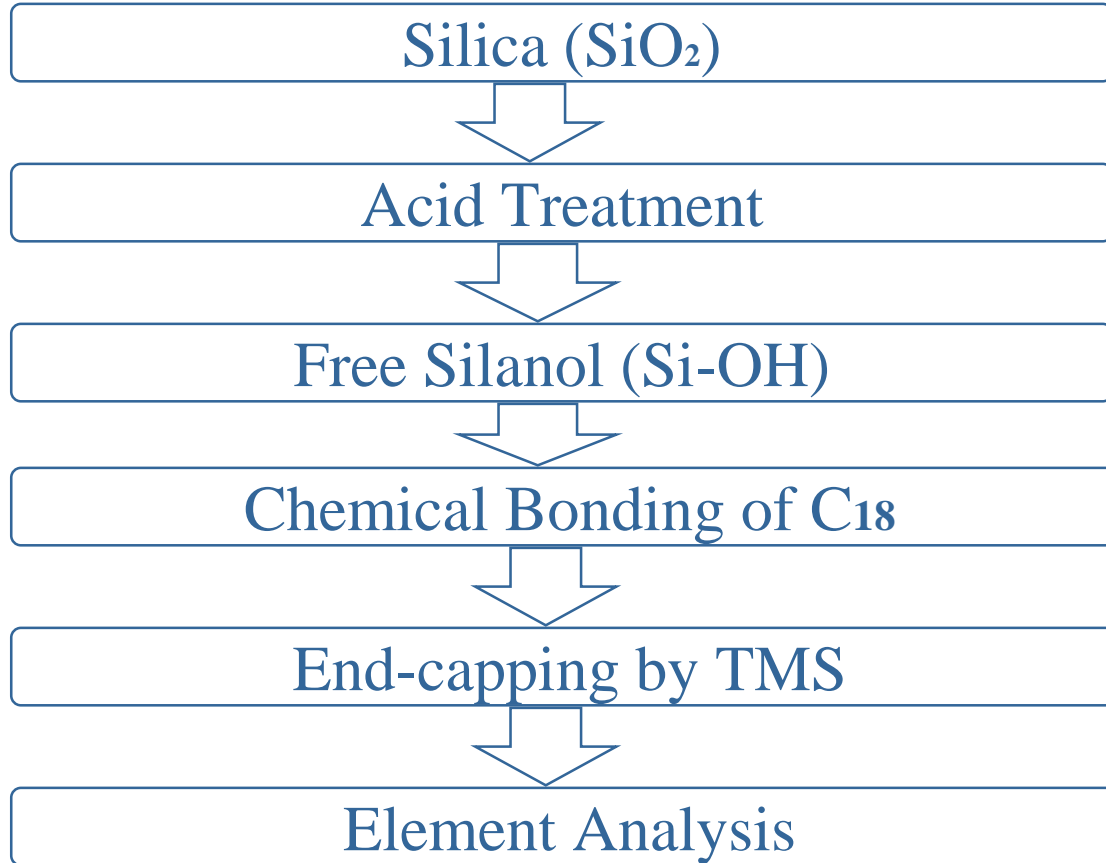 Silica (SiO₂)
Acid Treatment
Free Silanol (Si-OH)
Chemical Bonding of C₁₈
End-capping by TMS
Element Analysis